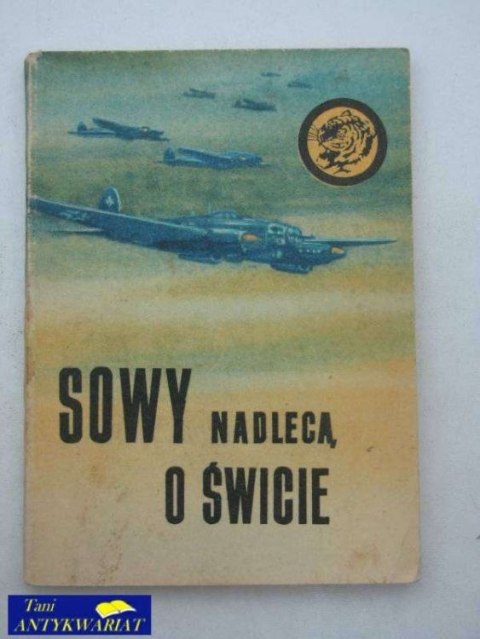 SOWY NADLECĄ
O ŚWICIE
Tani
ANTYKWARIAT